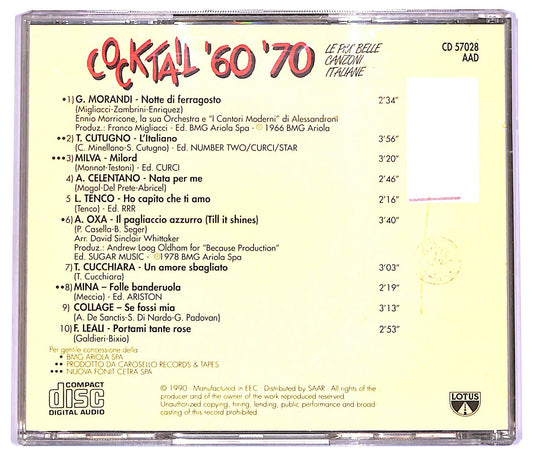 COCKTAIL '60 '70
LE PIÙ BELLE
CANZONI
ITALIANE
CD 57028
AAD
•1) G. MORANDI - Notte di ferragosto 2'34"
(Migliacci-Zambrini-Enriquez)
Ennio Morricone, la sua Orchestra e "I Cantori Moderni" di Alessandroni
Produz.: Franco Migliacci - Ed. BMG Ariola Spa - ℗ 1966 BMG Ariola
••2) T. CUTUGNO - L'Italiano 3'56"
(C. Minellono-S. Cutugno) - Ed. NUMBER TWO/CURCI/STAR
•••3) MILVA - Milord 3'20"
(Monnot-Testoni) - Ed. CURCI
4) A. CELENTANO - Nata per me 2'46"
(Mogol-Del Prete-Abricel)
5 L. TENCO - Ho capito che ti amo 2'16"
(Tenco) - Ed. RRR
•6) A. OXA - Il pagliaccio azzurro (Till it shines) 3'40"
(P. Casella-B. Seger)
Arr. David Sinclair Whittaker
Produz.: Andrew Loog Oldham for "Because Production"
Ed. SUGAR MUSIC - ℗1978 BMG Ariola Spa
7) T. CUCCHIARA - Un amore sbagliato 3'03"
(T. Cucchiara)
••8) MINA – Folle banderuola 2'19"
(Meccia) - Ed. ARISTON
9) COLLAGE – Se fossi mia 3'13"
(A. De Sanctis-S. Di Nardo-G. Padovan)
10) F. LEALI - Portami tante rose 2'53"
(Galdieri-Bixio)
Per gentile concessione della
• BMG ARIOLA SPA
•• PRODOTTO DA CAROSELLO RECORDS & TAPES
••• NUOVA FONIT CETRA SPA
COMPACT
disc
DIGITAL AUDIO
© 1990 - Manufactured in EEC - Distributed by SAAR - All rights of the
producer and of the owner of the work reproduced reserved
Unauthorized copying, hiring, lending, public performance and broad
casting of this record prohibited.
LOTUS